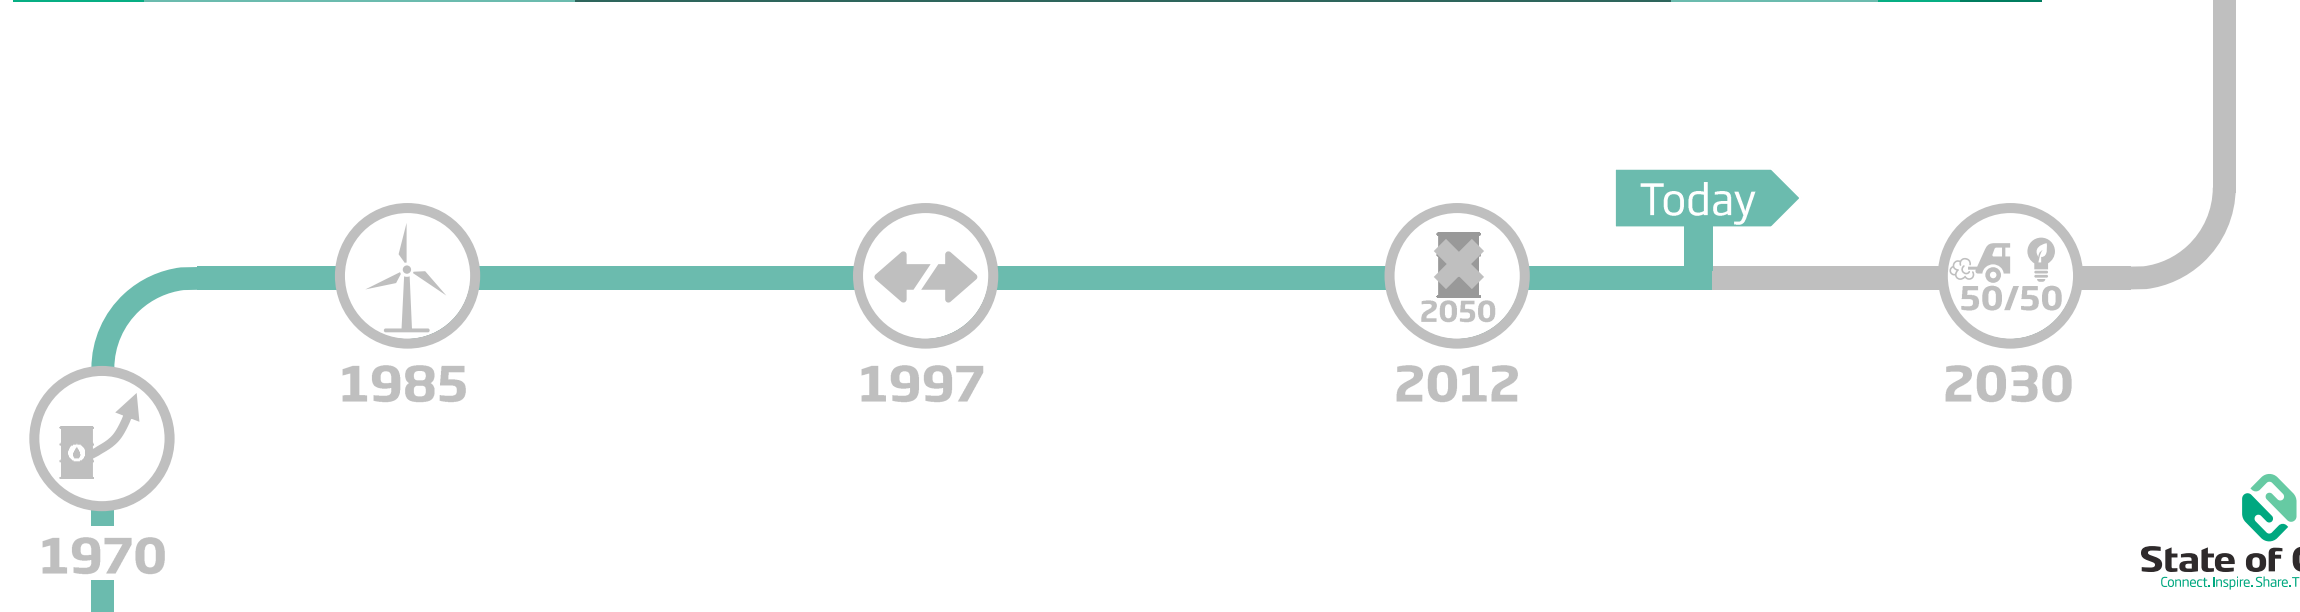 Today
2050
50/50
1985
1997
2012
2030
1970
State of
Connect. Inspire. Share.